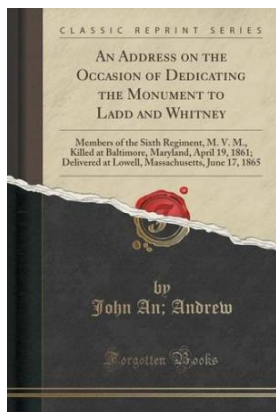 CLASSIC REPRINT SERIES
AN ADDRESS ON THE
OCCASION OF DEDICATING
THE MONUMENT TO
LADD AND WHITNEY
Members of the Sixth Regiment, M. V. M.,
Killed at Baltimore, Maryland, April 19, 1861;
Delivered at Lowell, Massachusetts, June 17, 1865
by
John An; Andrew
Forgotten Books